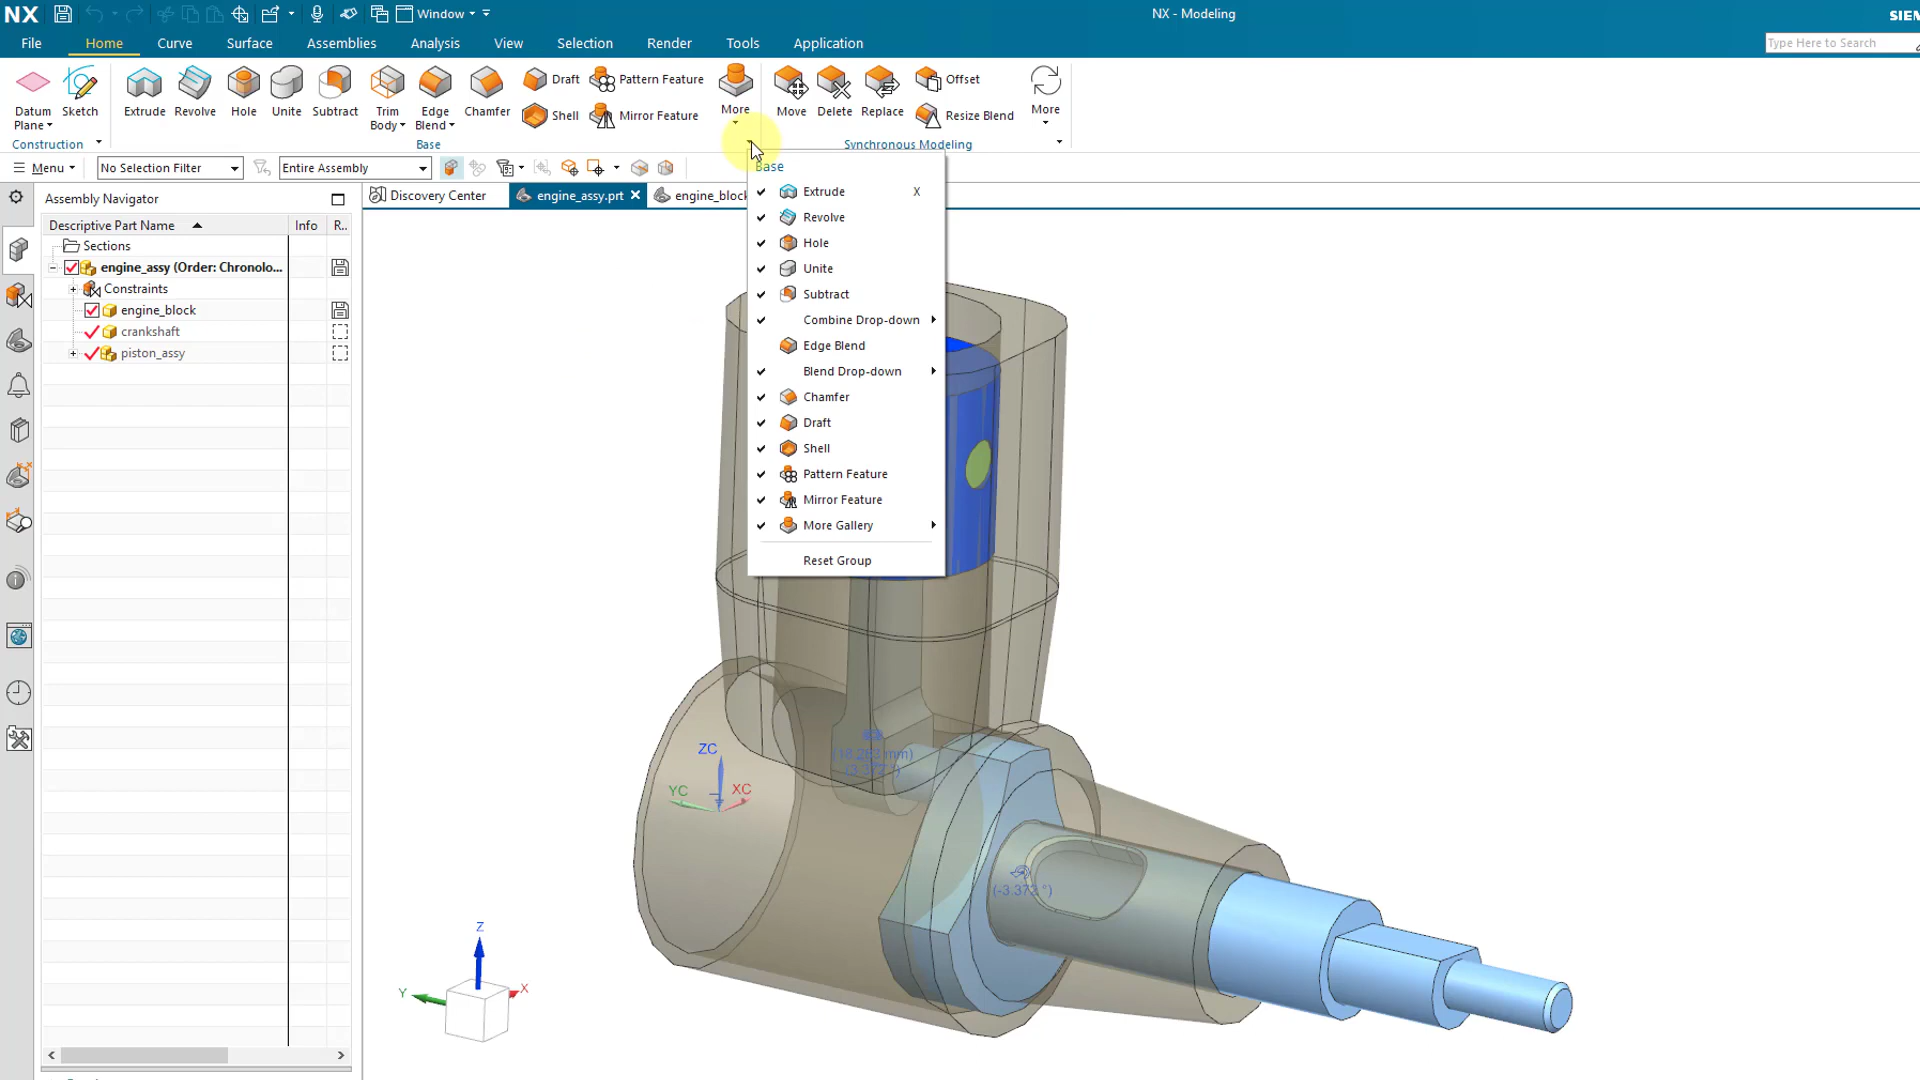 NX
Window
NX - Modeling
SIEM
File
Home
Curve
Surface
Assemblies
Analysis
View
Selection
Render
Tools
Application
Type Here to Search
Datum Plane
Sketch
Extrude
Revolve
Hole
Unite
Subtract
Trim Body
Edge Blend
Chamfer
Draft
Shell
Pattern Feature
Mirror Feature
More
Move
Delete
Replace
Offset
Resize Blend
More
Construction
Base
Synchronous Modeling
Menu
No Selection Filter
Entire Assembly
Assembly Navigator
Discovery Center
engine_assy.prt
engine_block
Descriptive Part Name
Info
R..
Sections
engine_assy (Order: Chronolo...
Constraints
engine_block
crankshaft
piston_assy
Base
Extrude X
Revolve
Hole
Unite
Subtract
Combine Drop-down
Edge Blend
Blend Drop-down
Chamfer
Draft
Shell
Pattern Feature
Mirror Feature
More Gallery
Reset Group
(18.283 mm)
(-3.372 °)
ZC
YC
XC
(-3.372 °)
Z
Y
X